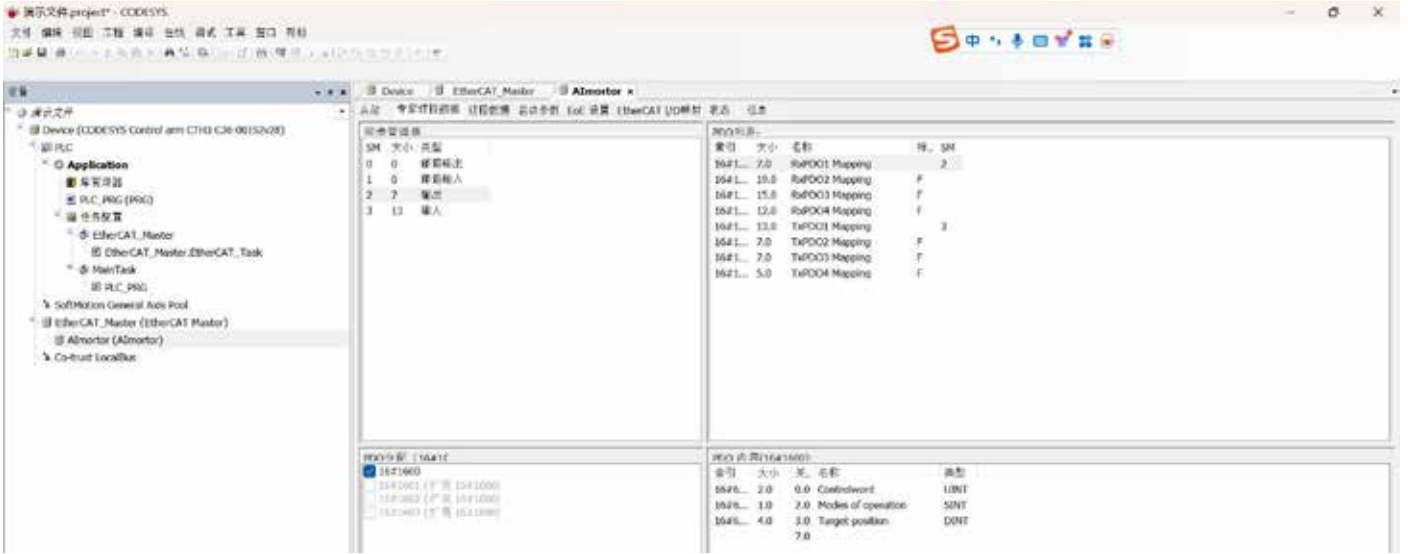 演示文件.project* - CODESYS
文件 编辑 视图 工程 编译 在线 调试 工具 窗口 帮助
中
设备
演示文件
Device (CODESYS Control arm CTH3 C36-001S2v28)
PLC
Application
库管理器
PLC_PRG (PRG)
任务配置
EtherCAT_Master
EtherCAT_Master.EtherCAT_Task
MainTask
PLC_PRG
SoftMotion General Axis Pool
EtherCAT_Master (EtherCAT Master)
AImortor (AImortor)
Co-trust LocalBus
Device
EtherCAT_Master
AImortor
专家过程数据 过程数据 启动参数 EoE 设置 EtherCAT I/O映射 状态 信息
同步管理器
SM 大小 类型
0 0 邮箱输出
1 0 邮箱输入
2 7 输出
3 13 输入
PDO列表:
索引 大小 名称 SM
16#1... 7.0 RxPDO1 Mapping 2
16#1... 19.0 RxPDO2 Mapping F
16#1... 15.0 RxPDO3 Mapping F
16#1... 12.0 RxPDO4 Mapping F
16#1... 13.0 TxPDO1 Mapping 3
16#1... 7.0 TxPDO2 Mapping F
16#1... 7.0 TxPDO3 Mapping F
16#1... 5.0 TxPDO4 Mapping F
16#1600
PDO内容(16#1600):
索引 大小 名称 类型
16#6... 2.0 0.0 Controlword UINT
16#6... 1.0 2.0 Modes of operation SINT
16#6... 4.0 3.0 Target position DINT
7.0